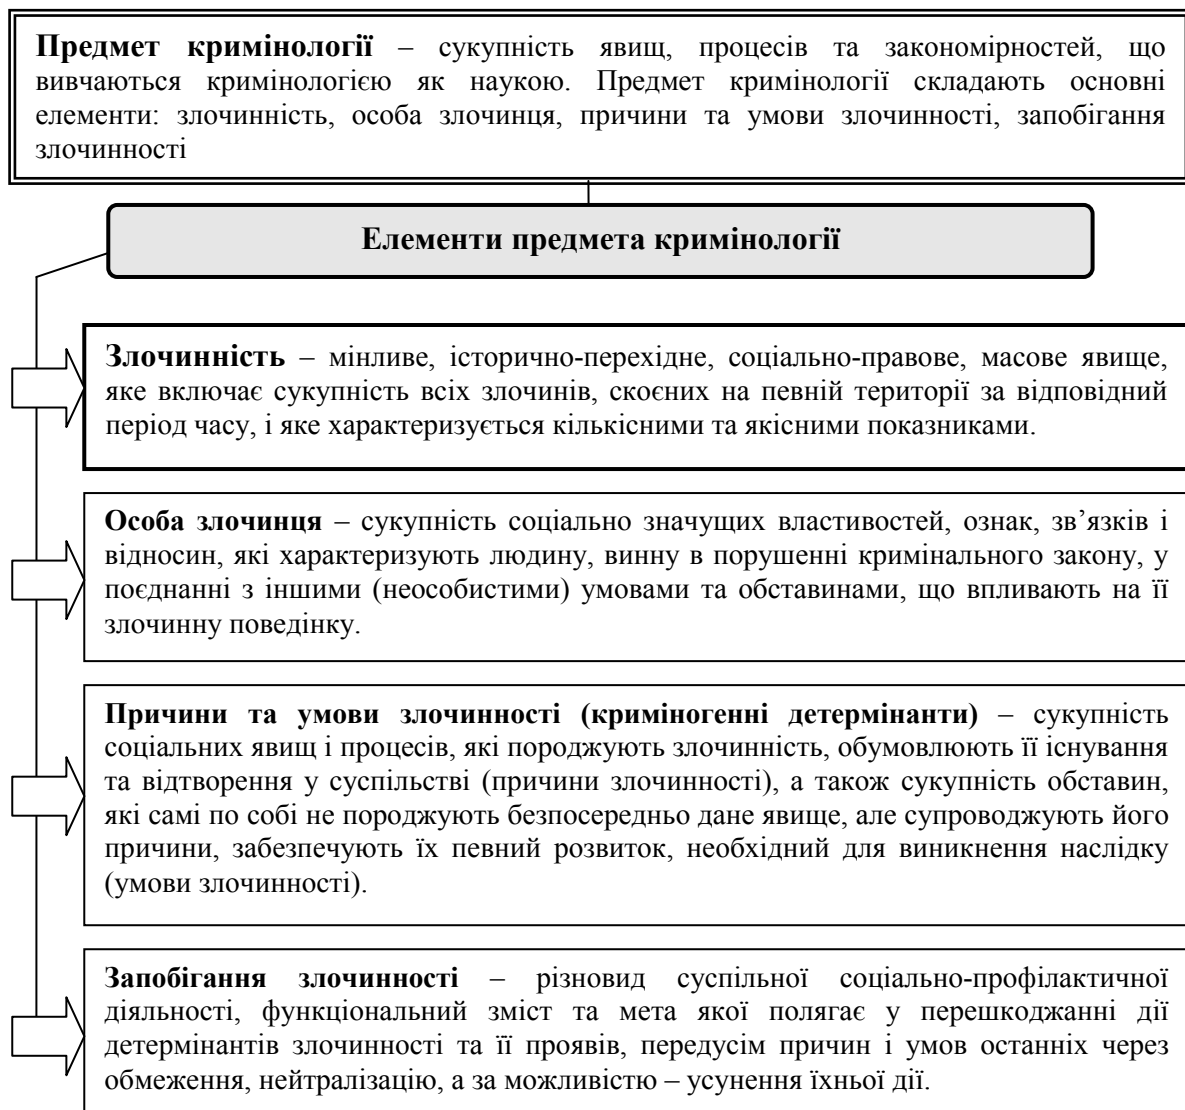 Предмет кримінології – сукупність явищ, процесів та закономірностей, що
вивчаються кримінологією як наукою. Предмет кримінології складають основні
елементи: злочинність, особа злочинця, причини та умови злочинності, запобігання
злочинності
Елементи предмета кримінології
Злочинність – мінливе, історично-перехідне, соціально-правове, масове явище,
яке включає сукупність всіх злочинів, скоєних на певній території за відповідний
період часу, і яке характеризується кількісними та якісними показниками.
Особа злочинця – сукупність соціально значущих властивостей, ознак, зв’язків і
відносин, які характеризують людину, винну в порушенні кримінального закону, у
поєднанні з іншими (неособистими) умовами та обставинами, що впливають на її
злочинну поведінку.
Причини та умови злочинності (криміногенні детермінанти) – сукупність
соціальних явищ і процесів, які породжують злочинність, обумовлюють її існування
та відтворення у суспільстві (причини злочинності), а також сукупність обставин,
які самі по собі не породжують безпосередньо дане явище, але супроводжують його
причини, забезпечують їх певний розвиток, необхідний для виникнення наслідку
(умови злочинності).
Запобігання злочинності – різновид суспільної соціально-профілактичної
діяльності, функціональний зміст та мета якої полягає у перешкоджанні дії
детермінантів злочинності та її проявів, передусім причин і умов останніх через
обмеження, нейтралізацію, а за можливістю – усунення їхньої дії.